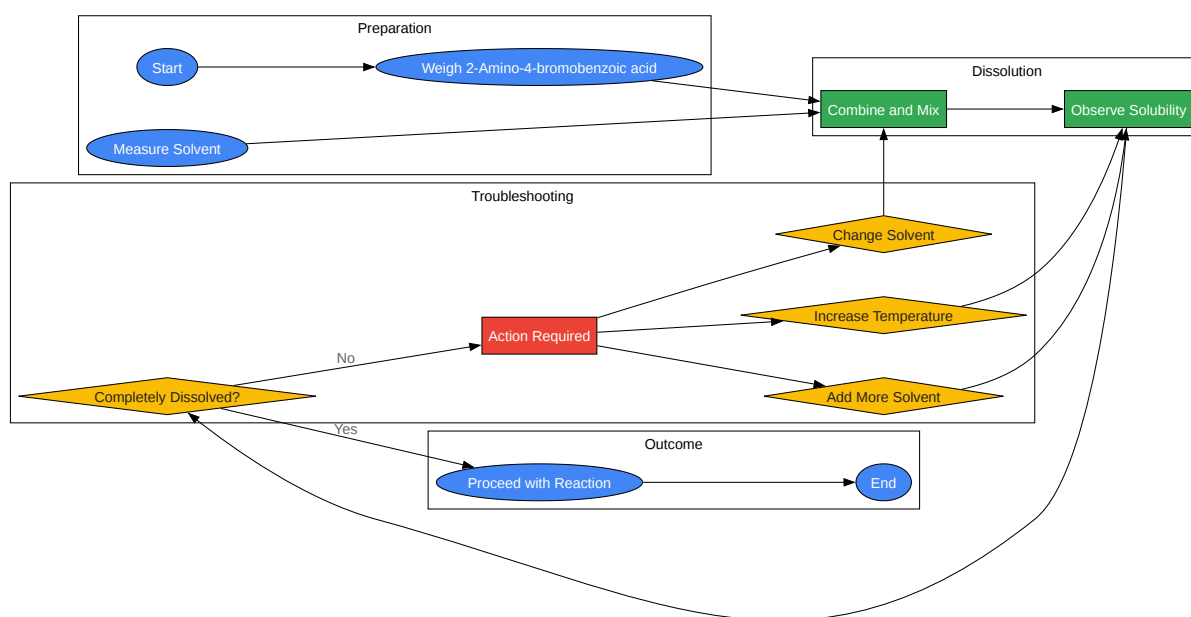 Preparation
Start
Weigh 2-Amino-4-bromobenzoic acid
Measure Solvent
Dissolution
Combine and Mix
Observe Solubility
Troubleshooting
Change Solvent
Increase Temperature
Action Required
No
Completely Dissolved?
Add More Solvent
Yes
Outcome
Proceed with Reaction
End